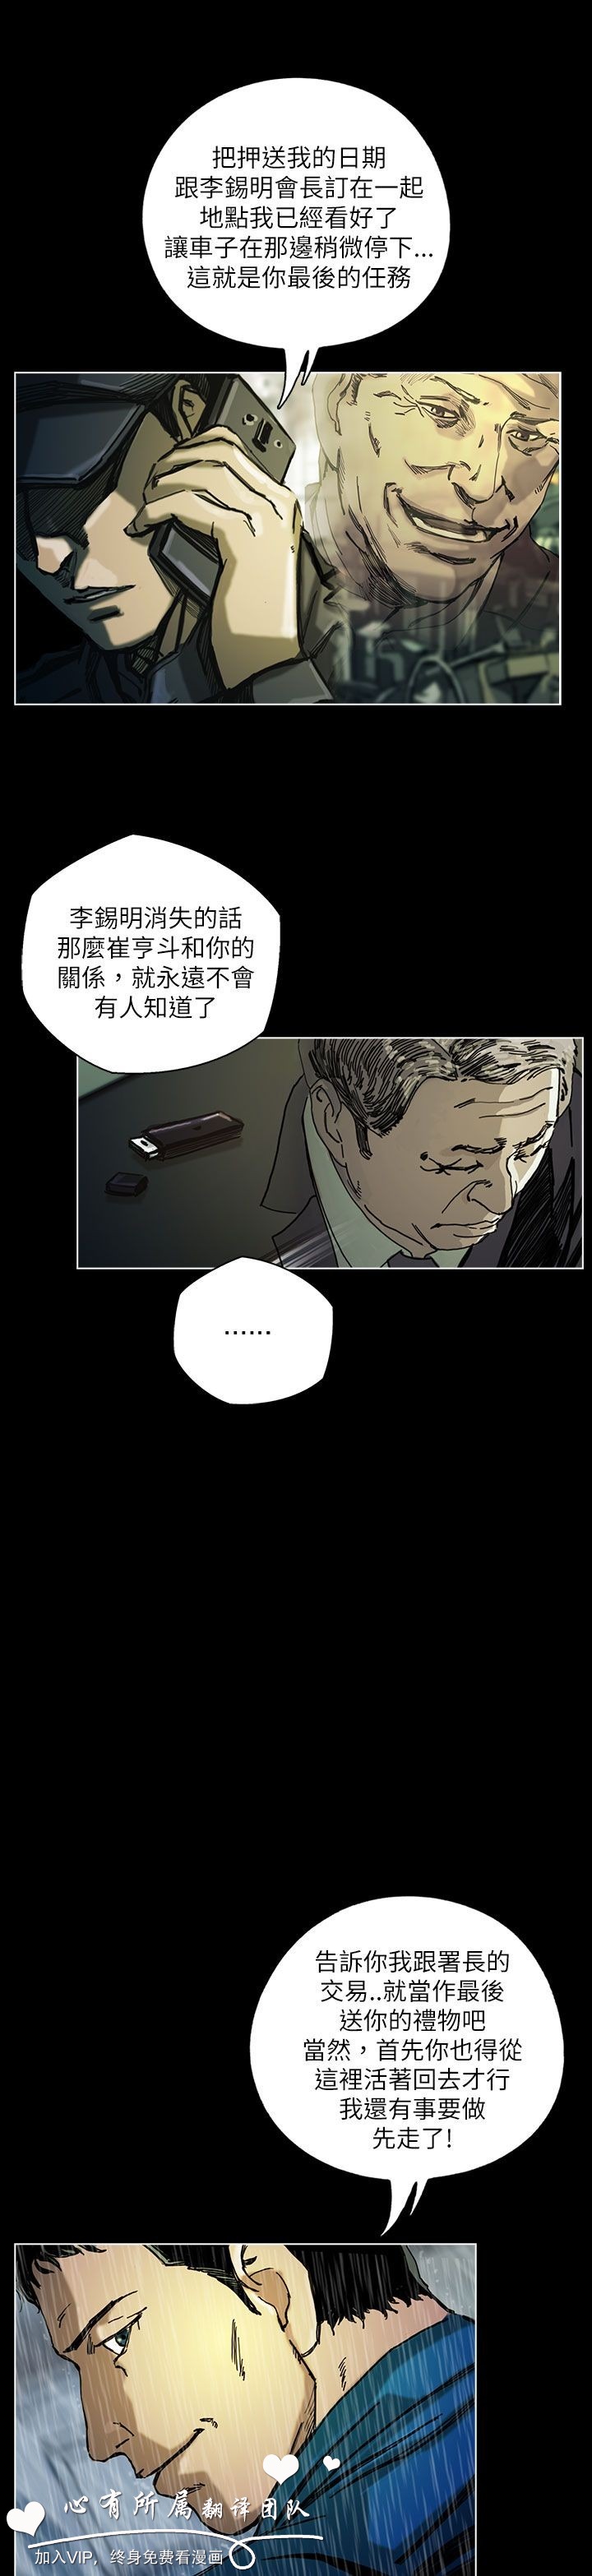 把押送我的日期
跟李錫明會長訂在一起
地點我已經看好了
讓車子在那邊稍微停下...
這就是你最後的任務
李錫明消失的話
那麼崔亨斗和你的
關係，就永遠不會
有人知道了
......
告訴你我跟署長的
交易..就當作最後
送你的禮物吧
當然，首先你也得從
這裡活著回去才行
我還有事要做
先走了!
心有所属翻译团队
加入VIP，终身免费看漫画